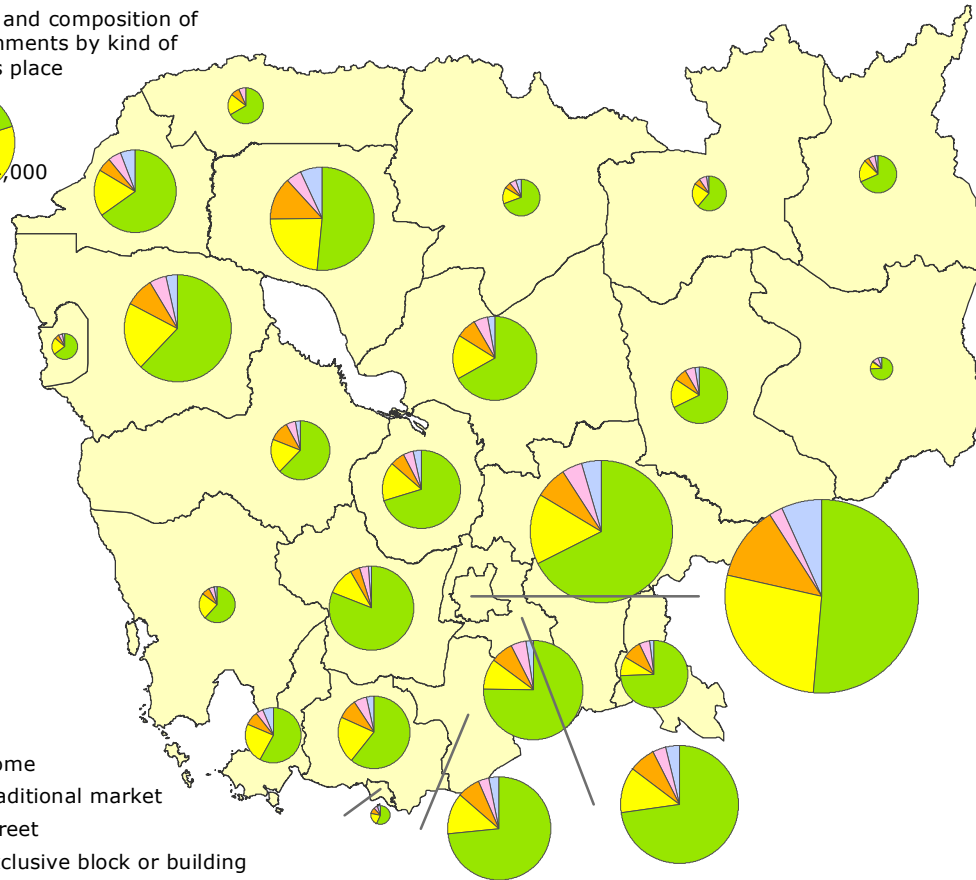 and composition of
nments by kind of
s place
,000
ome
aditional market
reet
clusive block or building